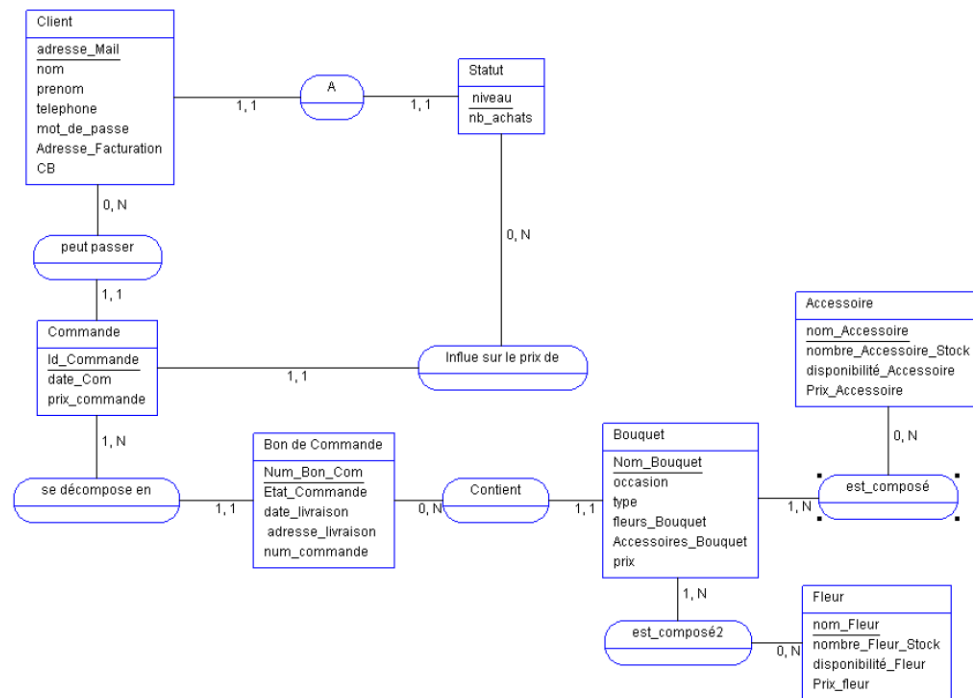 Client
adresse_Mail
nom
prenom
telephone
mot_de_passe
Adresse_Facturation
CB
1, 1
A
1, 1
Statut
niveau
nb_achats
0, N
peut passer
1, 1
0, N
Commande
Id_Commande
date_Com
prix_commande
1, 1
Influe sur le prix de
Accessoire
nom_Accessoire
nombre_Accessoire_Stock
disponibilité_Accessoire
Prix_Accessoire
1, N
se décompose en
1, 1
Bon de Commande
Num_Bon_Com
Etat_Commande
date_livraison
adresse_livraison
num_commande
0, N
Contient
1, 1
Bouquet
Nom_Bouquet
occasion
type
fleurs_Bouquet
Accessoires_Bouquet
prix
0, N
est_composé
1, N
1, N
est_composé2
0, N
Fleur
nom_Fleur
nombre_Fleur_Stock
disponibilité_Fleur
Prix_fleur